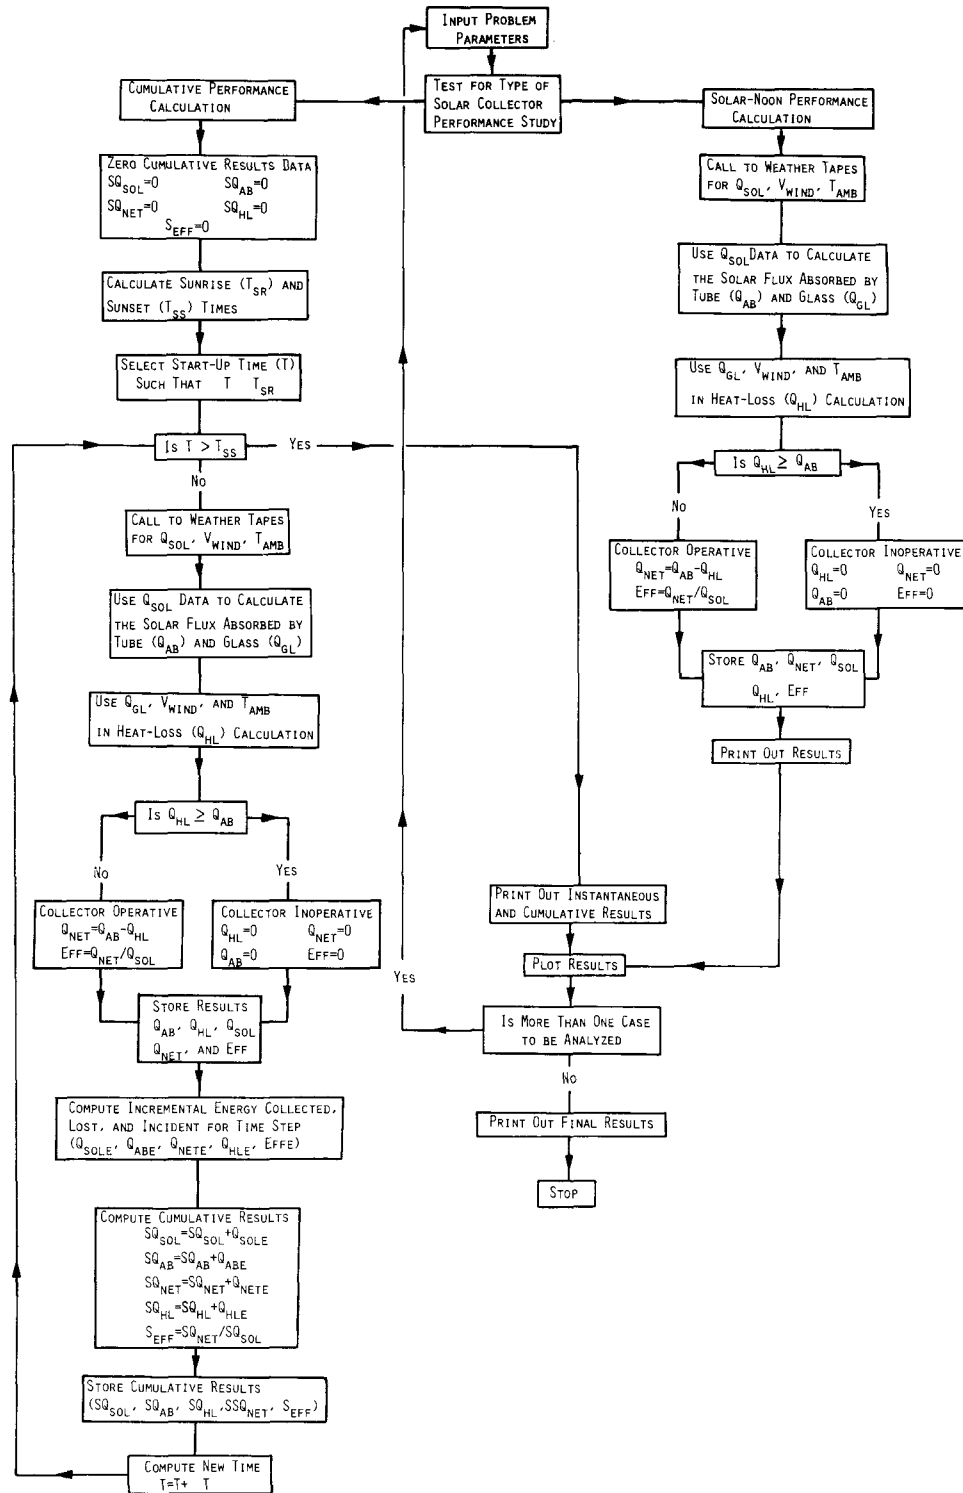 INPUT PROBLEM
PARAMETERS
TEST FOR TYPE OF
SOLAR COLLECTOR
PERFORMANCE STUDY
CUMULATIVE PERFORMANCE
CALCULATION
ZERO CUMULATIVE RESULTS DATA
SQSOL=0 SQAB=0
SQNET=0 SQHL=0
SEFF=0
CALCULATE SUNRISE (TSR) AND
SUNSET (TSS) TIMES
SELECT START-UP TIME (T)
SUCH THAT T TSR
IS T > TSS
YES
NO
CALL TO WEATHER TAPES
FOR QSOL, VWIND, TAMB
USE QSOL DATA TO CALCULATE
THE SOLAR FLUX ABSORBED BY
TUBE (QAB) AND GLASS (QGL)
USE QGL, VWIND, AND TAMB
IN HEAT-LOSS (QHL) CALCULATION
IS QHL ≥ QAB
NO
YES
COLLECTOR OPERATIVE
QNET=QAB-QHL
EFF=QNET/QSOL
COLLECTOR INOPERATIVE
QHL=0 QNET=0
QAB=0 EFF=0
STORE RESULTS
QAB, QHL, QSOL
QNET, AND EFF
COMPUTE INCREMENTAL ENERGY COLLECTED,
LOST, AND INCIDENT FOR TIME STEP
(QSOLE, QABE, QNETE, QHLE, EFFE)
COMPUTE CUMULATIVE RESULTS
SQSOL=SQSOL+QSOLE
SQAB=SQAB+QABE
SQNET=SQNET+QNETE
SQHL=SQHL+QHLE
SEFF=SQNET/SQSOL
STORE CUMULATIVE RESULTS
(SQSOL, SQAB, SQHL,SSQNET, SEFF)
COMPUTE NEW TIME
T=T+ T
SOLAR-NOON PERFORMANCE
CALCULATION
CALL TO WEATHER TAPES
FOR QSOL, VWIND, TAMB
USE QSOL DATA TO CALCULATE
THE SOLAR FLUX ABSORBED BY
TUBE (QAB) AND GLASS (QGL)
USE QGL, VWIND, AND TAMB
IN HEAT-LOSS (QHL) CALCULATION
IS QHL ≥ QAB
NO
YES
COLLECTOR OPERATIVE
QNET=QAB-QHL
EFF=QNET/QSOL
COLLECTOR INOPERATIVE
QHL=0 QNET=0
QAB=0 EFF=0
STORE QAB, QNET, QSOL
QHL, EFF
PRINT OUT RESULTS
PRINT OUT INSTANTANEOUS
AND CUMULATIVE RESULTS
PLOT RESULTS
IS MORE THAN ONE CASE
TO BE ANALYZED
YES
NO
PRINT OUT FINAL RESULTS
STOP